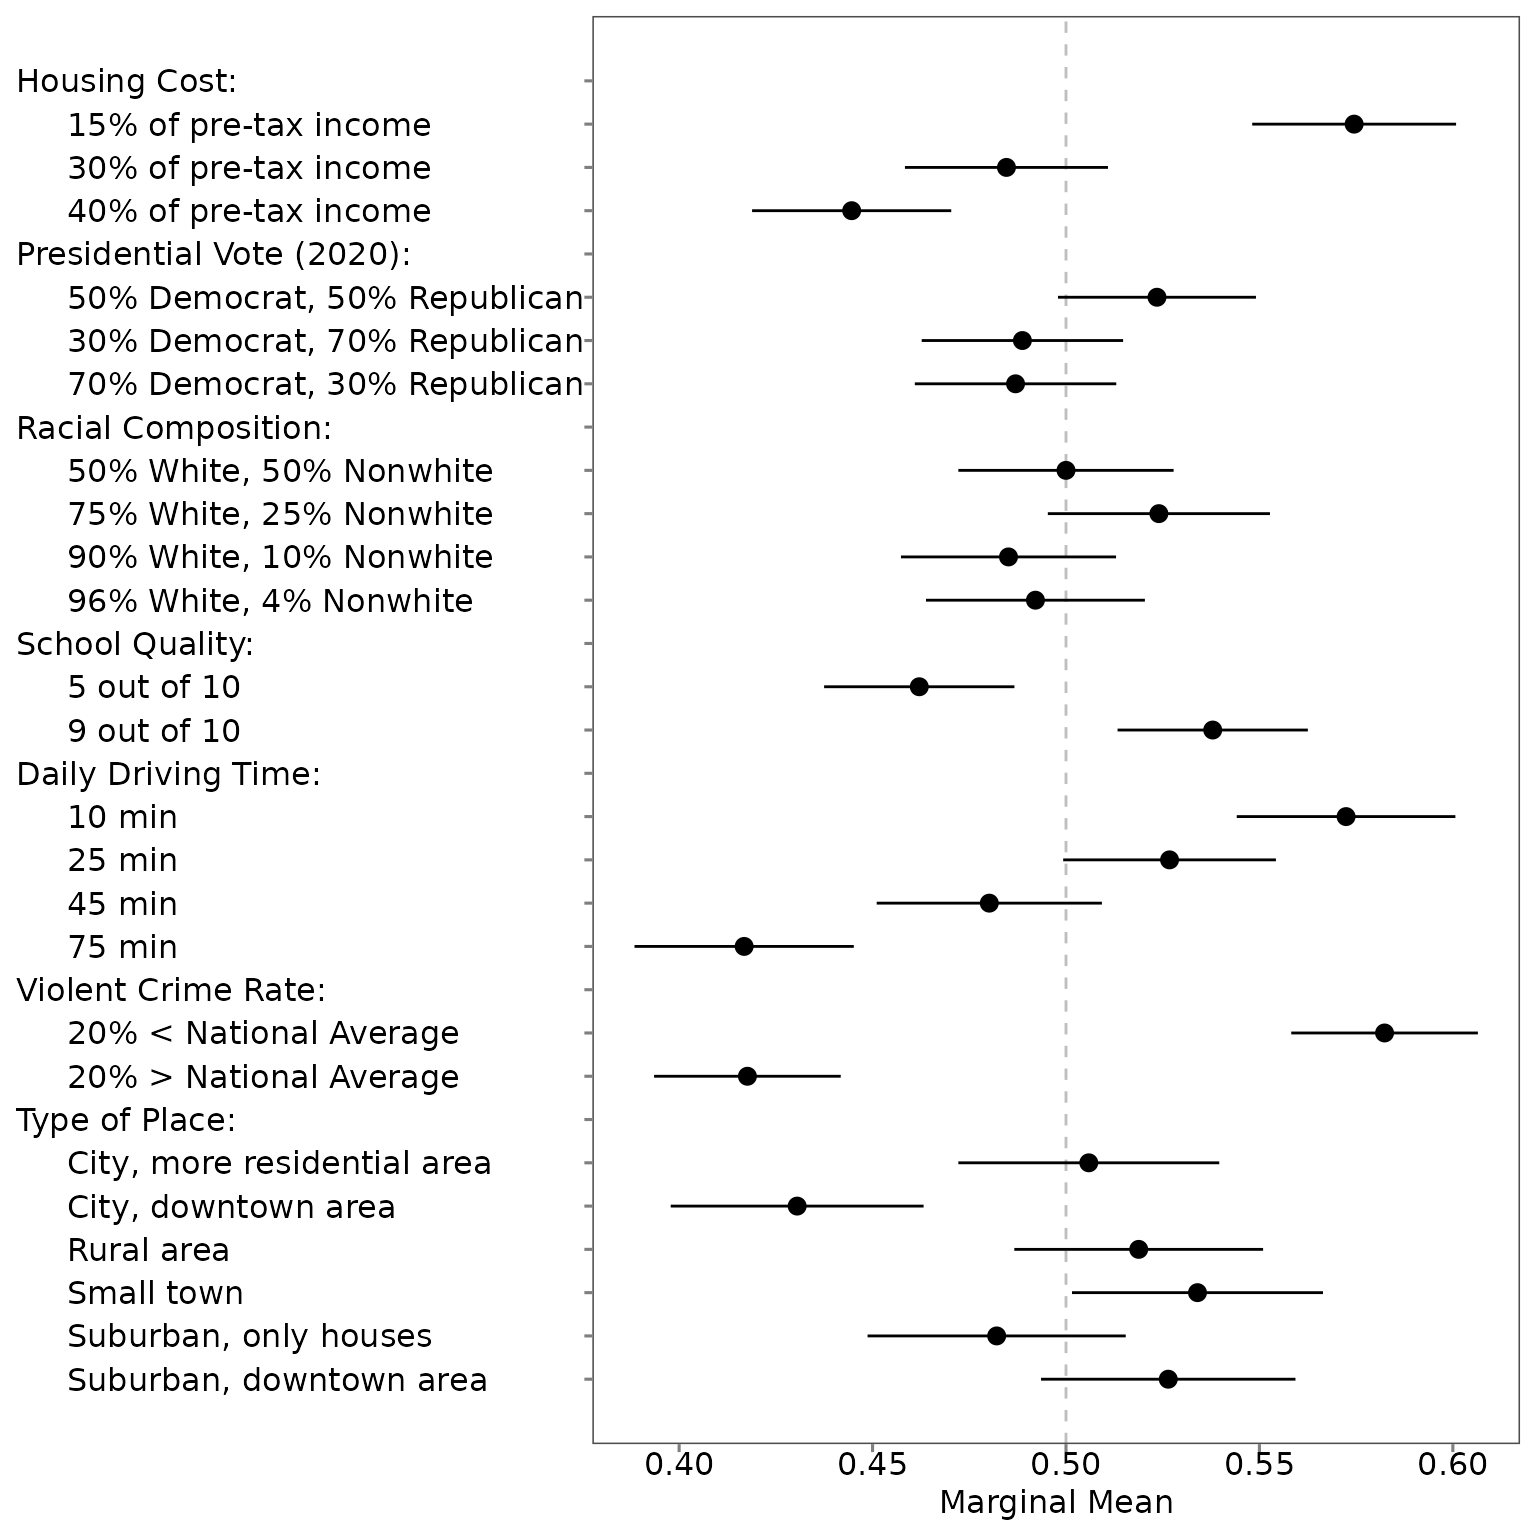 Housing Cost:
15% of pre-tax income
30% of pre-tax income
40% of pre-tax income
Presidential Vote (2020):
50% Democrat, 50% Republican
30% Democrat, 70% Republican
70% Democrat, 30% Republican
Racial Composition:
50% White, 50% Nonwhite
75% White, 25% Nonwhite
90% White, 10% Nonwhite
96% White, 4% Nonwhite
School Quality:
5 out of 10
9 out of 10
Daily Driving Time:
10 min
25 min
45 min
75 min
Violent Crime Rate:
20% < National Average
20% > National Average
Type of Place:
City, more residential area
City, downtown area
Rural area
Small town
Suburban, only houses
Suburban, downtown area
0.40 0.45 0.50 0.55 0.60
Marginal Mean